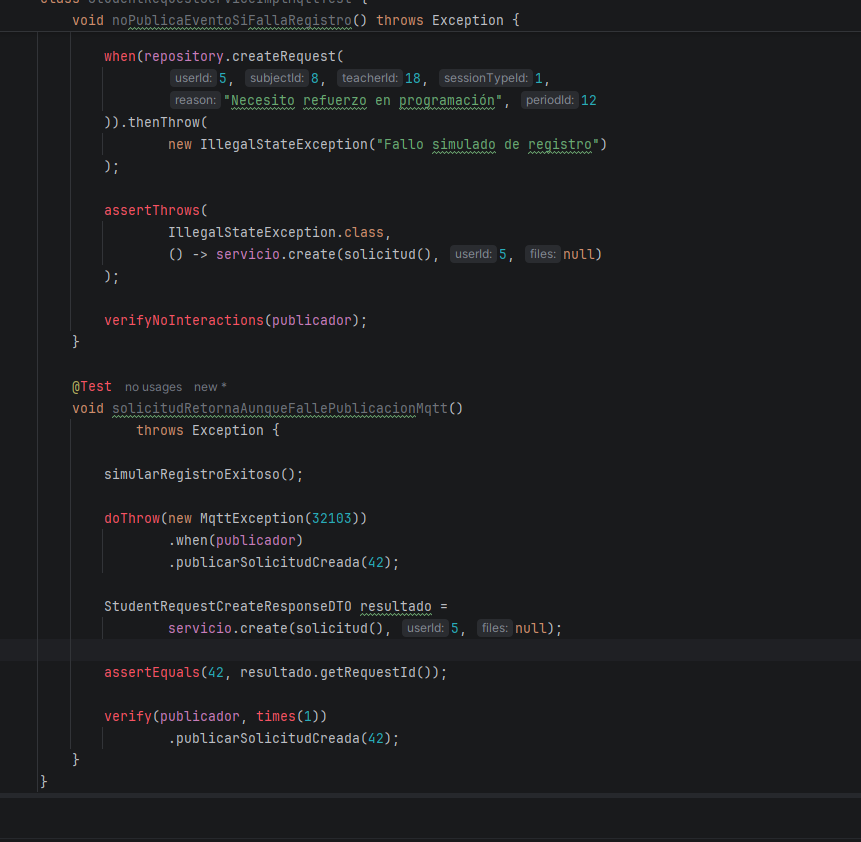 void noPublicaEventoSiFallaRegistro() throws Exception {
when(repository.createRequest(
userId: 5, subjectId: 8, teacherId: 18, sessionTypeId: 1,
reason: "Necesito refuerzo en programación", periodId: 12
)).thenThrow(
new IllegalStateException("Fallo simulado de registro")
);
assertThrows(
IllegalStateException.class,
() -> servicio.create(solicitud(), userId: 5, files: null)
);
verifyNoInteractions(publicador);
}
@Test no usages new *
void solicitudRetornaAunqueFallePublicacionMqtt()
throws Exception {
simularRegistroExitoso();
doThrow(new MqttException(32103))
.when(publicador)
.publicarSolicitudCreada(42);
StudentRequestCreateResponseDTO resultado =
servicio.create(solicitud(), userId: 5, files: null);
assertEquals(42, resultado.getRequestId());
verify(publicador, times(1))
.publicarSolicitudCreada(42);
}
}